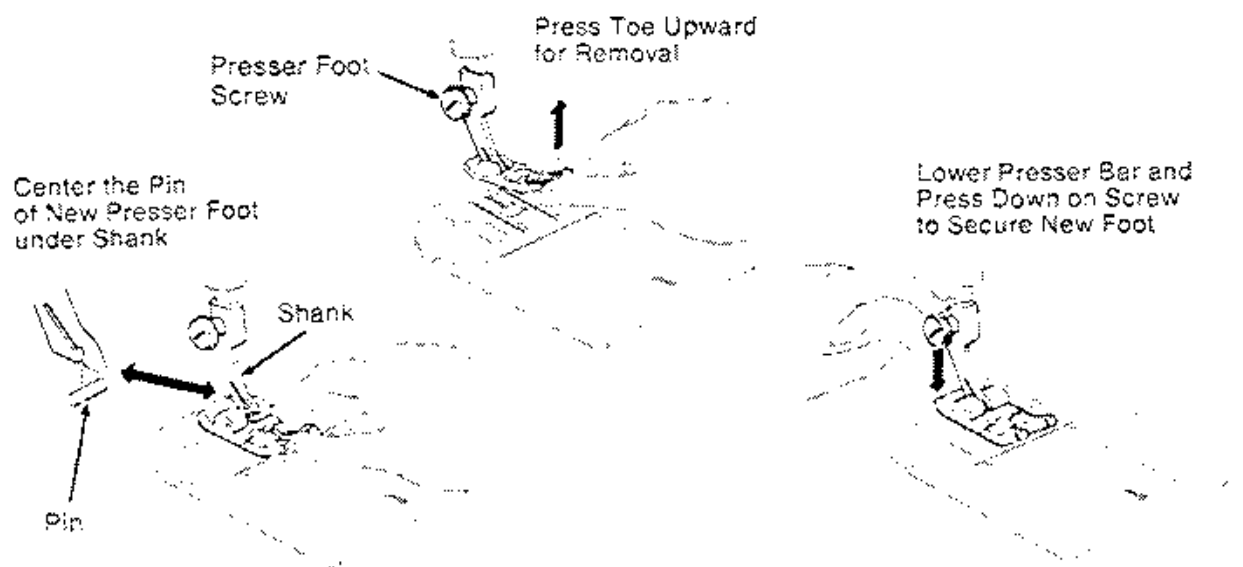 Press Toe Upward
for Removal
Presser Foot
Screw
Center the Pin
of New Presser Foot
under Shank
Lower Presser Bar and
Press Down on Screw
to Secure New Foot
Shank
Pin